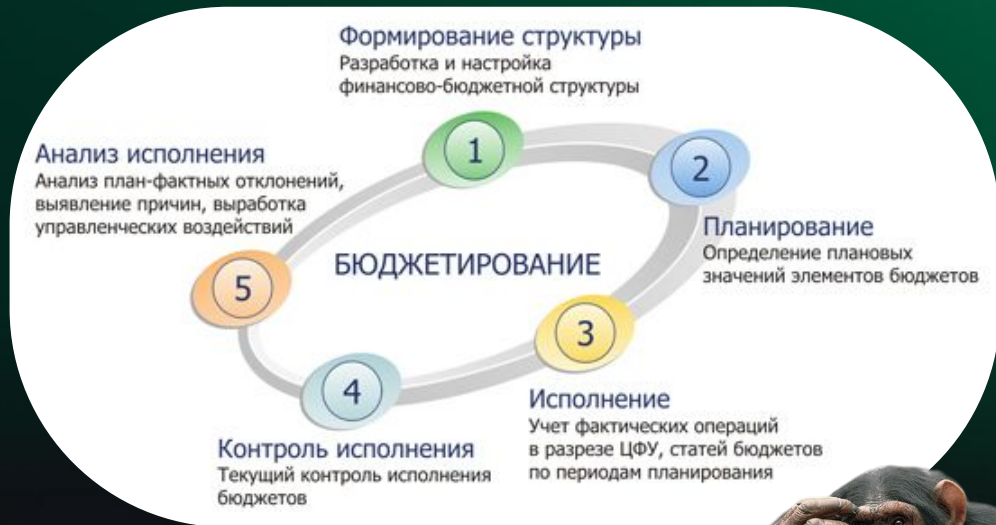 Формирование структуры
Разработка и настройка
финансово-бюджетной структуры
1
2
Планирование
Определение плановых
значений элементов бюджетов
3
Исполнение
Учет фактических операций
в разрезе ЦФУ, статей бюджетов
по периодам планирования
4
Контроль исполнения
Текущий контроль исполнения
бюджетов
5
Анализ исполнения
Анализ план-фактных отклонений,
выявление причин, выработка
управленческих воздействий
БЮДЖЕТИРОВАНИЕ